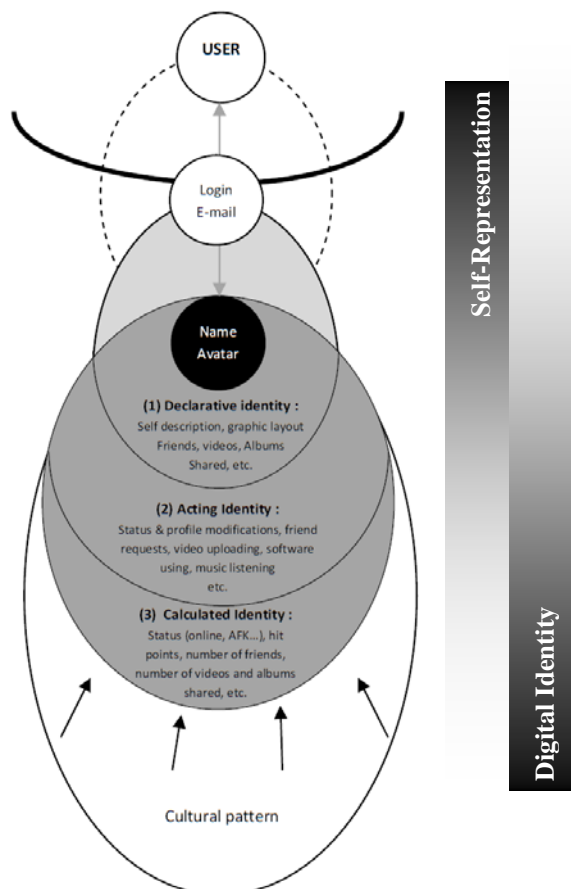 USER
Login
E-mail
Name
Avatar
(1) Declarative identity :
Self description, graphic layout
Friends, videos, Albums
Shared, etc.
(2) Acting Identity :
Status & profile modifications, friend
requests, video uploading, software
using, music listening
etc.
(3) Calculated Identity :
Status (online, AFK...), hit
points, number of friends,
number of videos and albums
shared, etc.
Cultural pattern
Self-Representation
Digital Identity